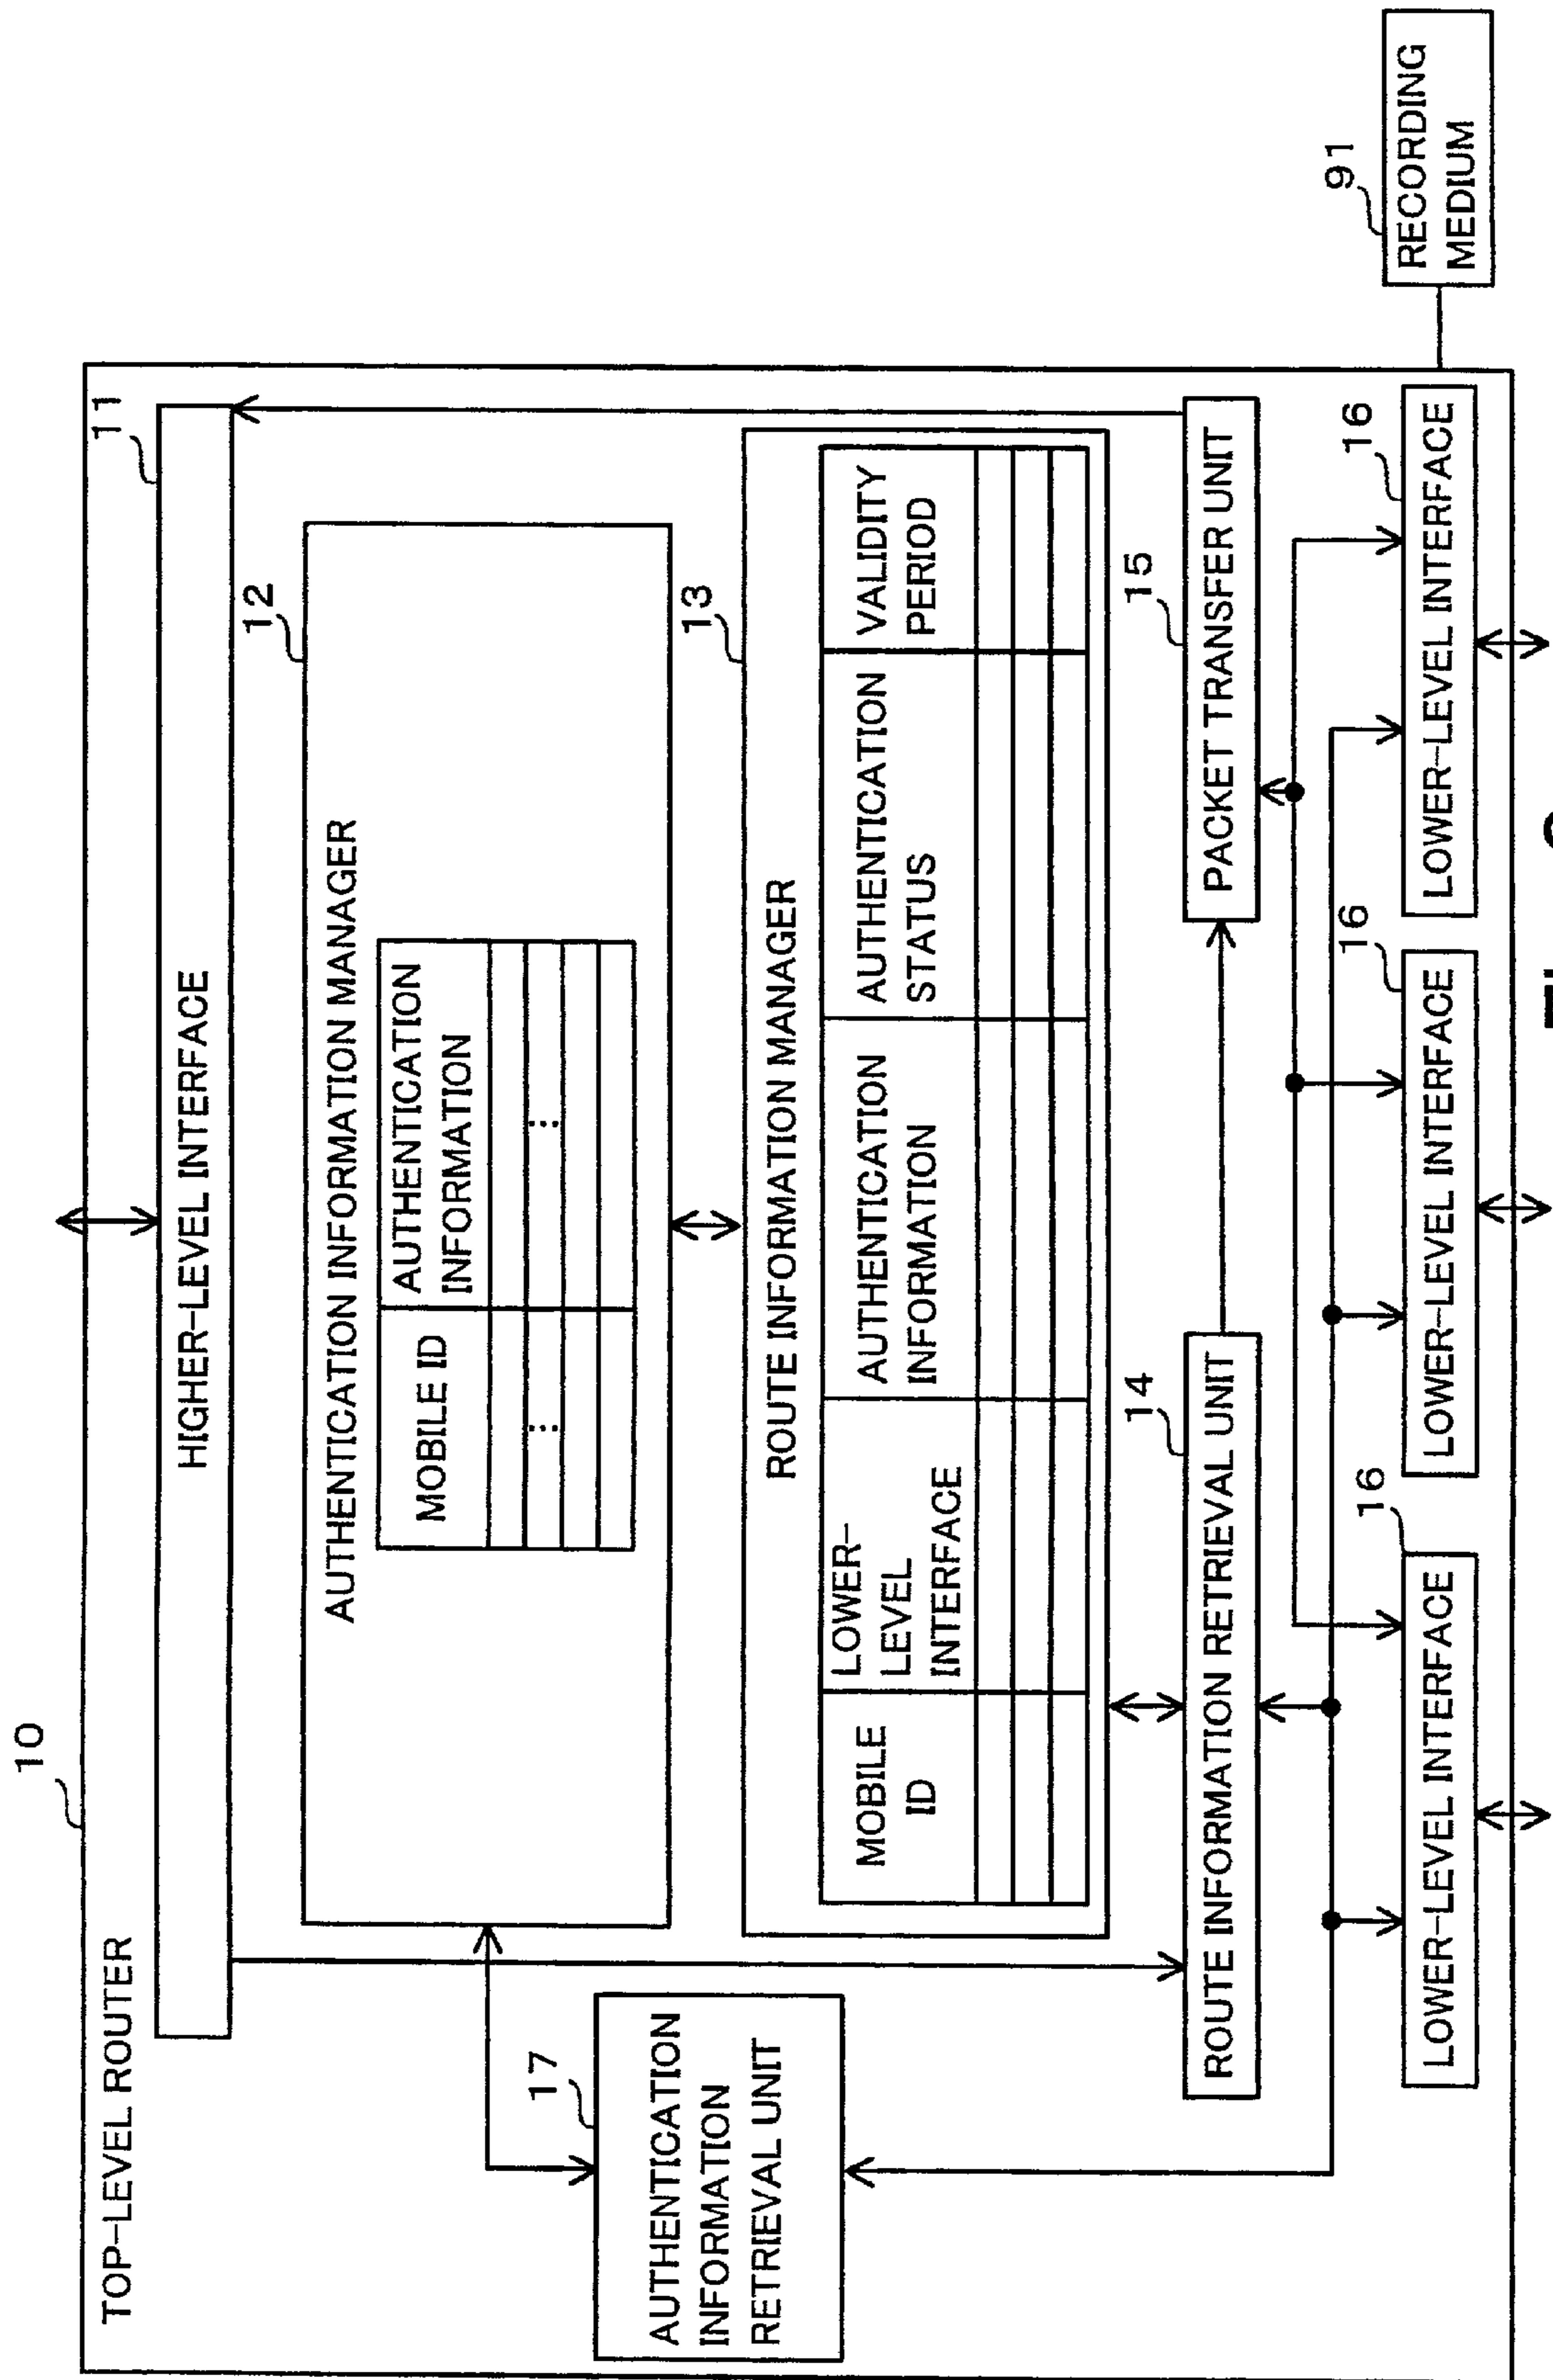 10
TOP-LEVEL ROUTER
11
HIGHER-LEVEL INTERFACE
12
AUTHENTICATION INFORMATION MANAGER
MOBILE ID
AUTHENTICATION
INFORMATION
...
...
17
AUTHENTICATION
INFORMATION
RETRIEVAL UNIT
13
ROUTE INFORMATION MANAGER
MOBILE
ID
LOWER-
LEVEL
INTERFACE
AUTHENTICATION
INFORMATION
AUTHENTICATION
STATUS
VALIDITY
PERIOD
14
ROUTE INFORMATION RETRIEVAL UNIT
15
PACKET TRANSFER UNIT
16
LOWER-LEVEL INTERFACE
16
LOWER-LEVEL INTERFACE
16
LOWER-LEVEL INTERFACE
91
RECORDING
MEDIUM